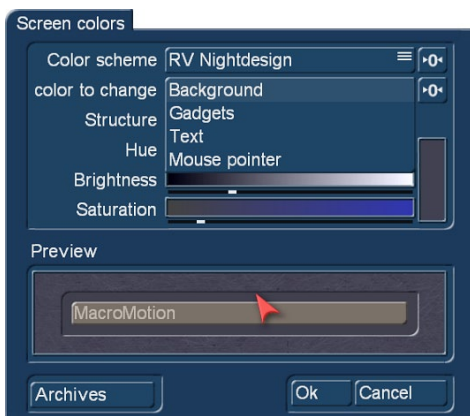 Screen colors
Color scheme RV Nightdesign
color to change Background
Structure Gadgets
Text
Hue Mouse pointer
Brightness
Saturation
Preview
MacroMotion
Archives Ok Cancel